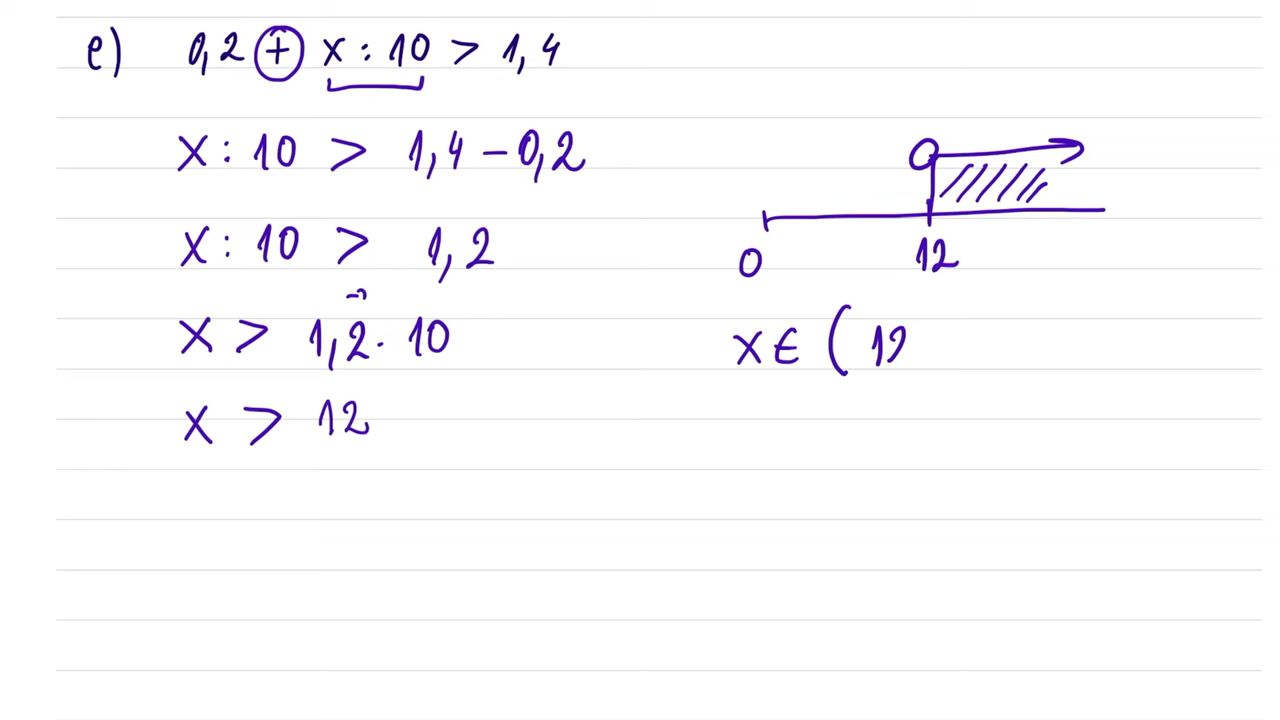 e) 0,2 + x : 10 > 1,4
x : 10 > 1,4 - 0,2
x : 10 > 1,2
x > 1,2 · 10
x > 12
0 12
x ∈ ( 12